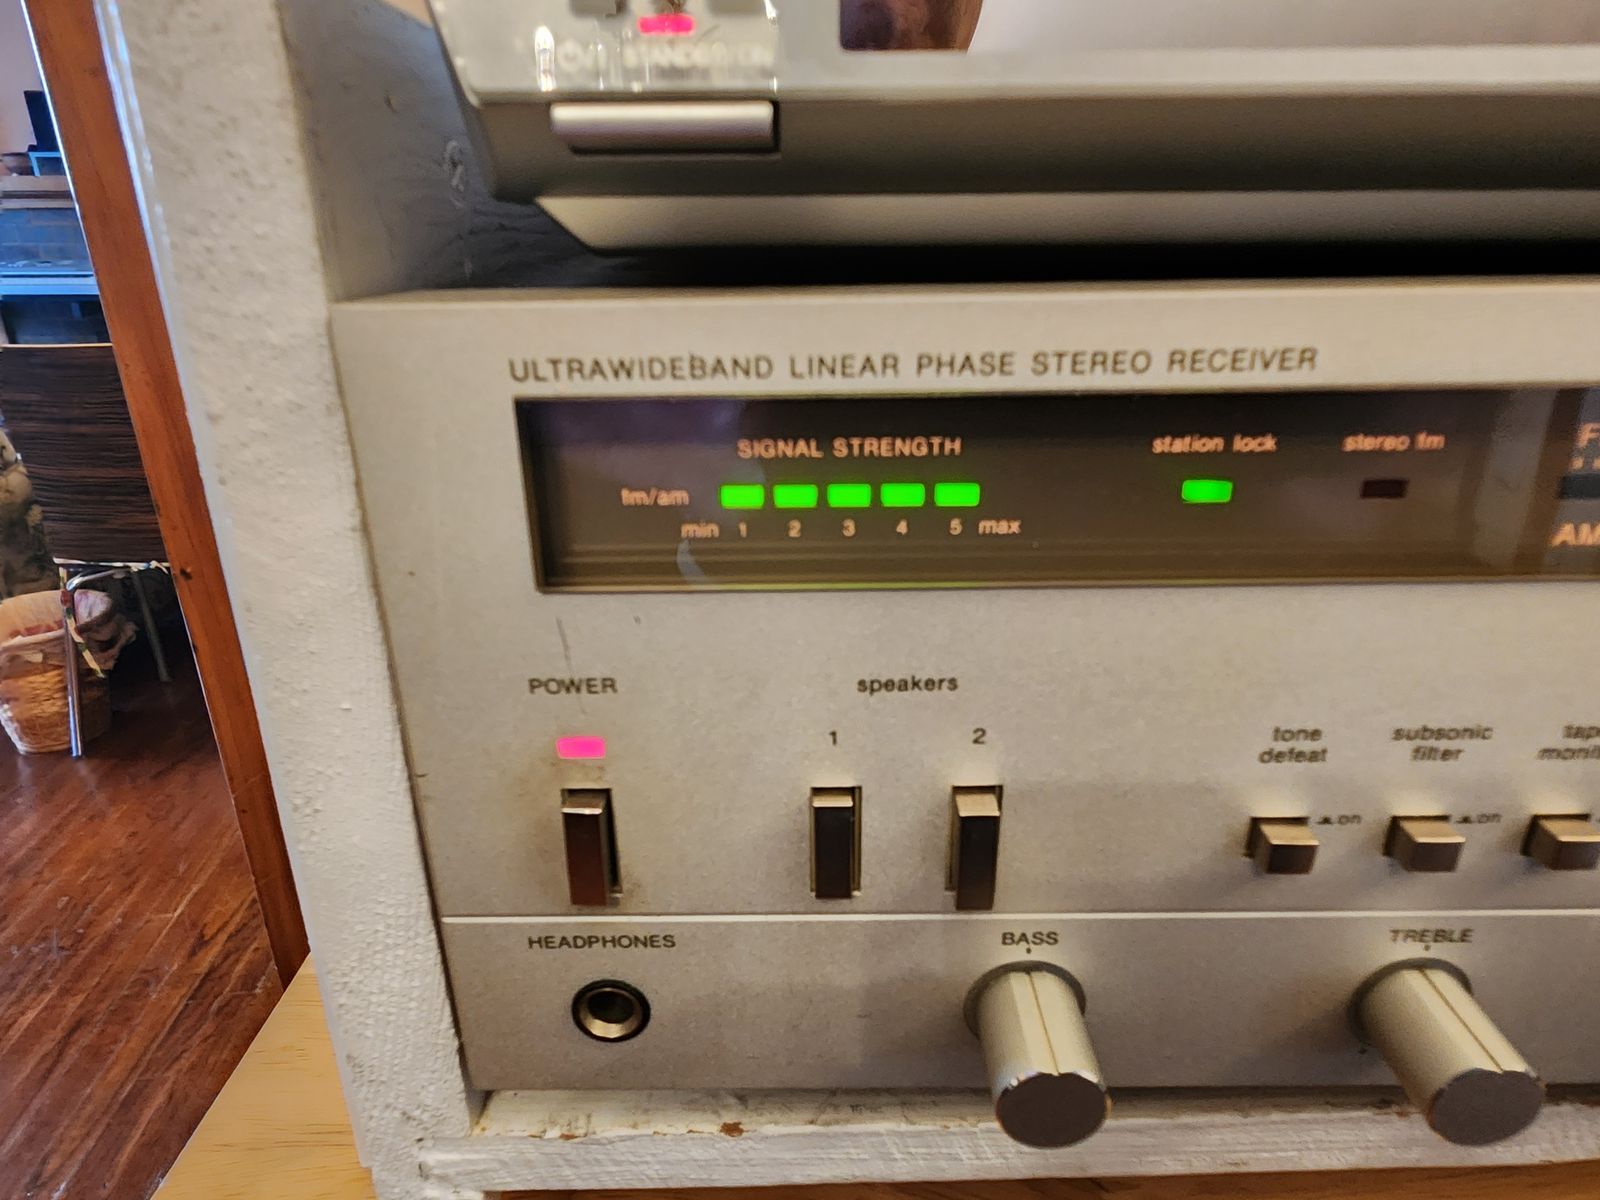 ULTRAWIDEBAND LINEAR PHASE STEREO RECEIVER
SIGNAL STRENGTH
station lock
stereo fm
fm/am
min 1 2 3 4 5 max
AM
POWER
speakers
1 2
tone defeat
subsonic filter
on
on
HEADPHONES
BASS
TREBLE